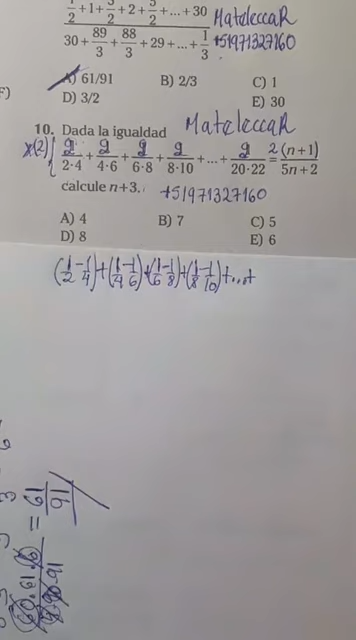 1/2 + 1 + 3/2 + 2 + 5/2 + ... + 30 MateleccaR
30 + 89/3 + 88/3 + 29 + ... + 1/3 +51971327160
A) 61/91 B) 2/3 C) 1
D) 3/2 E) 30
10. Dada la igualdad MateleccaR
x(2) { 2/2·4 + 2/4·6 + 2/6·8 + 2/8·10 + ... + 2/20·22 = 2(n+1)/5n+2
calcule n+3. +51971327160
A) 4 B) 7 C) 5
D) 8 E) 6
(1/2 - 1/4) + (1/4 - 1/6) + (1/6 - 1/8) + (1/8 - 1/10) + ... +
= 61/91